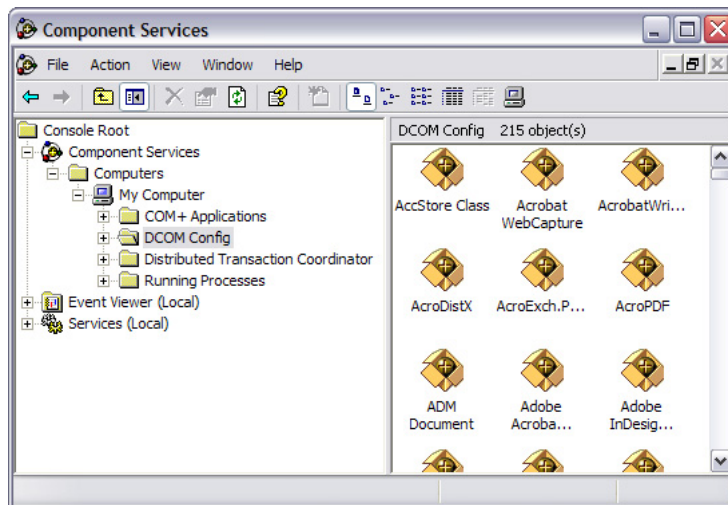 Component Services
File Action View Window Help
Console Root
Component Services
Computers
My Computer
COM+ Applications
DCOM Config
Distributed Transaction Coordinator
Running Processes
Event Viewer (Local)
Services (Local)
DCOM Config 215 object(s)
AccStore Class
Acrobat
WebCapture
AcrobatWri...
AcroDistX
AcroExch.P...
AcroPDF
ADM
Document
Adobe
Acroba...
Adobe
InDesig...